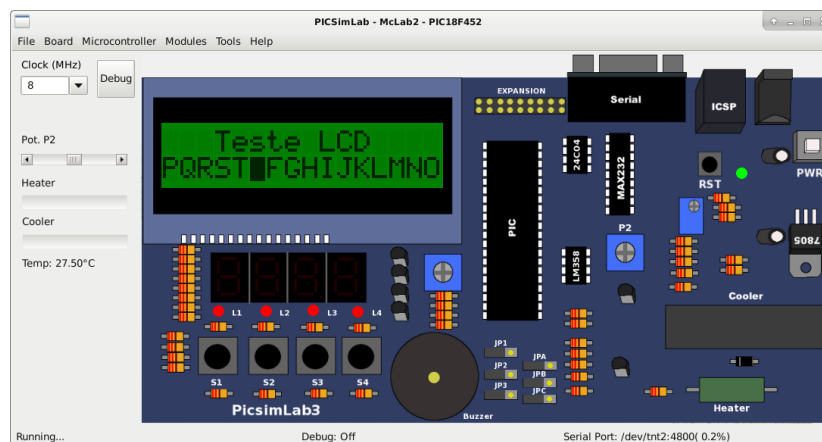 PICSimLab - McLab2 - PIC18F452
File Board Microcontroller Modules Tools Help
Clock (MHz)
8
Debug
Pot. P2
Heater
Cooler
Temp: 27.50°C
Teste LCD
PQRST█FGHIJKLMNO
EXPANSION
Serial
ICSP
24C04
MAX232
RST
PWR
PIC
P2
7805
LM358
L1 L2 L3 L4
Cooler
JP1
JPA
JP2
JPB
JP3
JPC
S1 S2 S3 S4
PicsimLab3
Buzzer
Heater
Running...
Debug: Off
Serial Port: /dev/tnt2:4800( 0.2%)